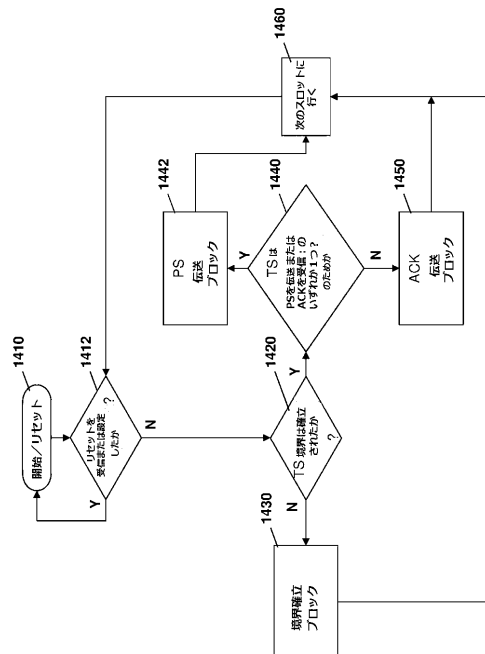 1410
開始/リセット
1412
リセットを
受信または設定
したか
?
Y
N
1420
TS 境界は確立
されたか
?
N
Y
1430
境界確立
ブロック
1440
TS は
PSを伝送 または
ACKを受信 : の
いずれか 1 つ ?
のためか
Y
N
1442
PS
伝送
ブロック
1450
ACK
伝送
ブロック
1460
次のスロットに
行く